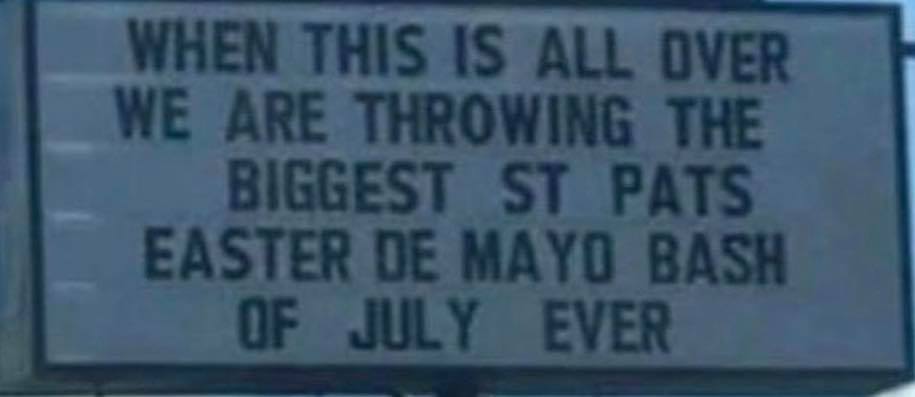 WHEN THIS IS ALL OVER
WE ARE THROWING THE
BIGGEST ST PATS
EASTER DE MAYO BASH
OF JULY EVER